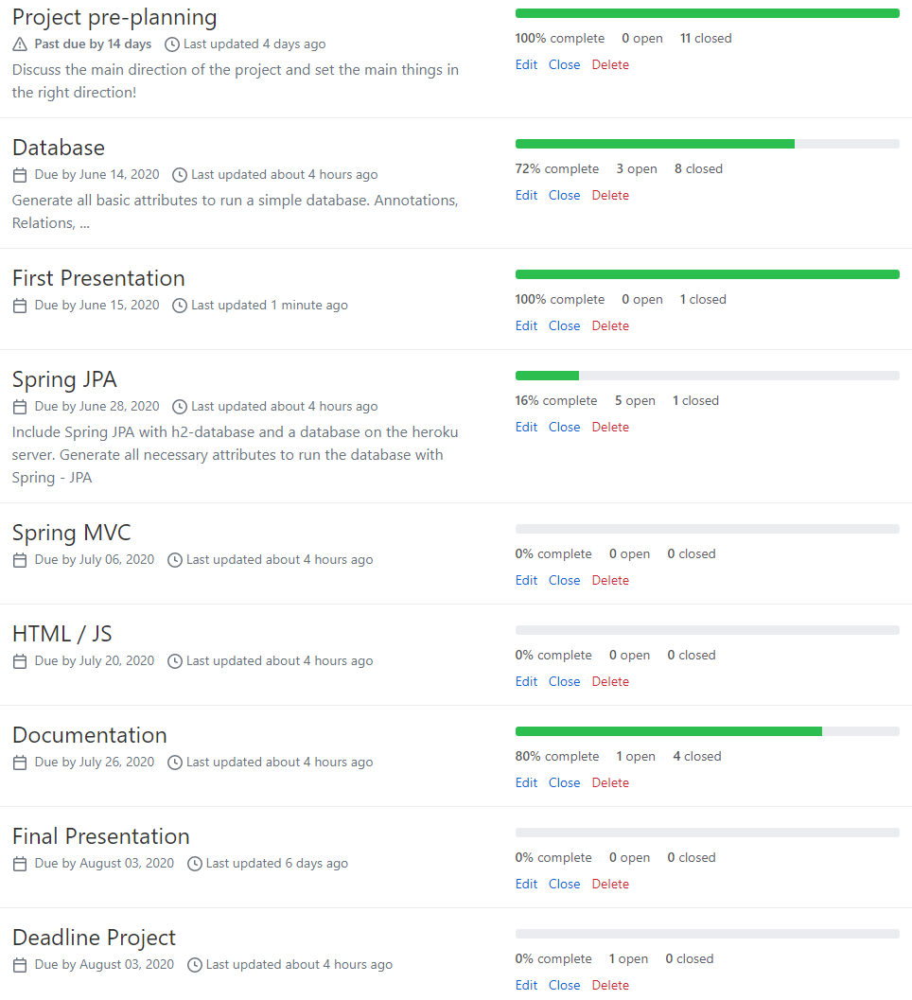 Project pre-planning
Past due by 14 days Last updated 4 days ago
Discuss the main direction of the project and set the main things in
the right direction!
100% complete 0 open 11 closed
Edit Close Delete
Database
Due by June 14, 2020 Last updated about 4 hours ago
Generate all basic attributes to run a simple database. Annotations,
Relations, ...
72% complete 3 open 8 closed
Edit Close Delete
First Presentation
Due by June 15, 2020 Last updated 1 minute ago
100% complete 0 open 1 closed
Edit Close Delete
Spring JPA
Due by June 28, 2020 Last updated about 4 hours ago
Include Spring JPA with h2-database and a database on the heroku
server. Generate all necessary attributes to run the database with
Spring - JPA
16% complete 5 open 1 closed
Edit Close Delete
Spring MVC
Due by July 06, 2020 Last updated about 4 hours ago
0% complete 0 open 0 closed
Edit Close Delete
HTML / JS
Due by July 20, 2020 Last updated about 4 hours ago
0% complete 0 open 0 closed
Edit Close Delete
Documentation
Due by July 26, 2020 Last updated about 4 hours ago
80% complete 1 open 4 closed
Edit Close Delete
Final Presentation
Due by August 03, 2020 Last updated 6 days ago
0% complete 0 open 0 closed
Edit Close Delete
Deadline Project
Due by August 03, 2020 Last updated about 4 hours ago
0% complete 1 open 0 closed
Edit Close Delete